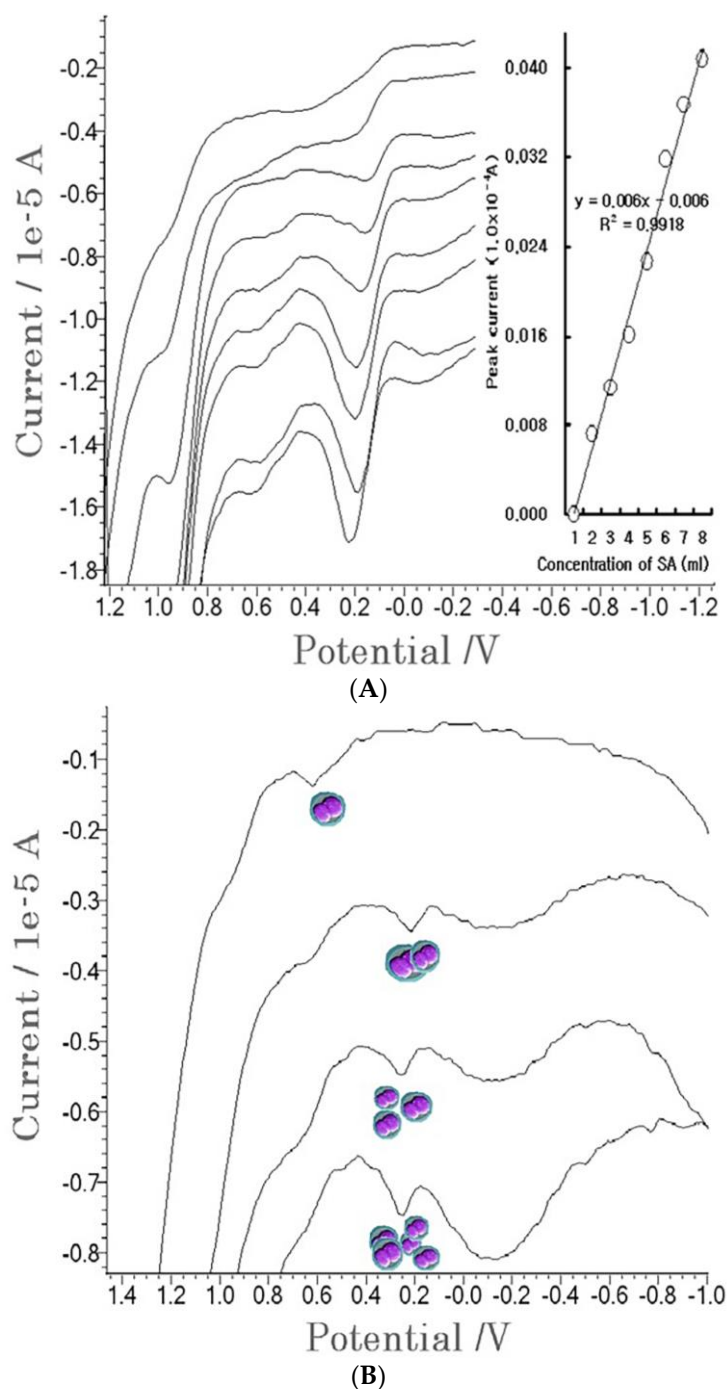 -0.2
-0.4
-0.6
-0.8
-1.0
-1.2
-1.4
-1.6
-1.8
Current / 1e-5 A
1.2 1.0 0.8 0.6 0.4 0.2 -0.0 -0.2 -0.4 -0.6 -0.8 -1.0 -1.2
Potential /V
0.040
0.032
0.024
0.016
0.008
0.000
Peak current (1.0x10⁻⁴A)
y = 0.006x - 0.006
R² = 0.9918
1 2 3 4 5 6 7 8
Concentration of SA (ml)
(A)
-0.1
-0.2
-0.3
-0.4
-0.5
-0.6
-0.7
-0.8
Current / 1e-5 A
1.4 1.2 1.0 0.8 0.6 0.4 0.2 -0.0 -0.2 -0.4 -0.6 -0.8 -1.0
Potential /V
(B)